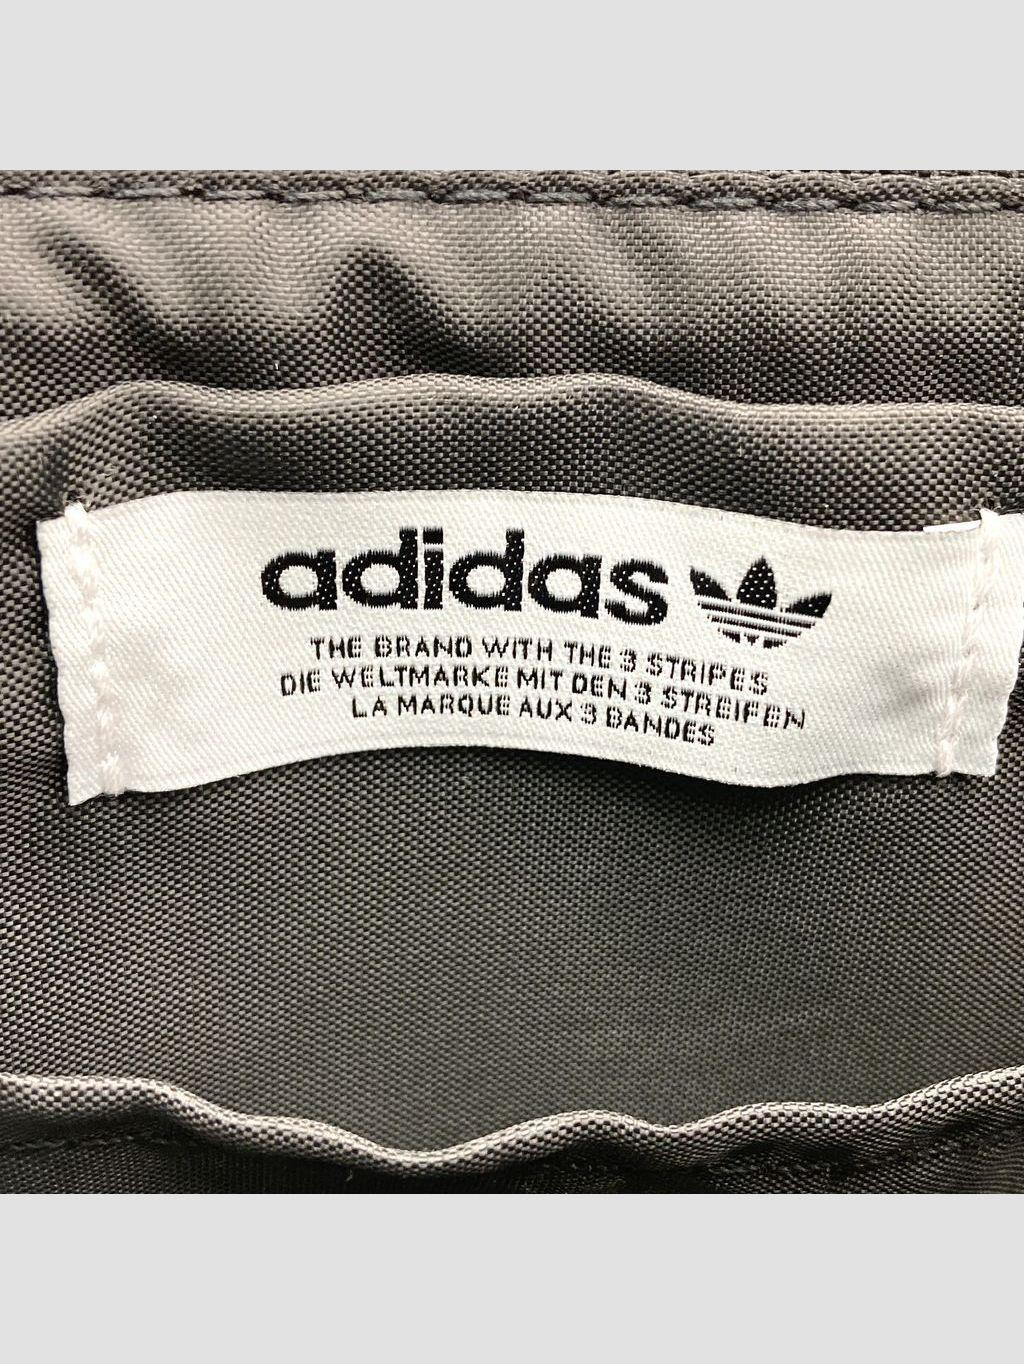 adidas
THE BRAND WITH THE 3 STRIPES
DIE WELTMARKE MIT DEN 3 STREIFEN
LA MARQUE AUX 3 BANDES